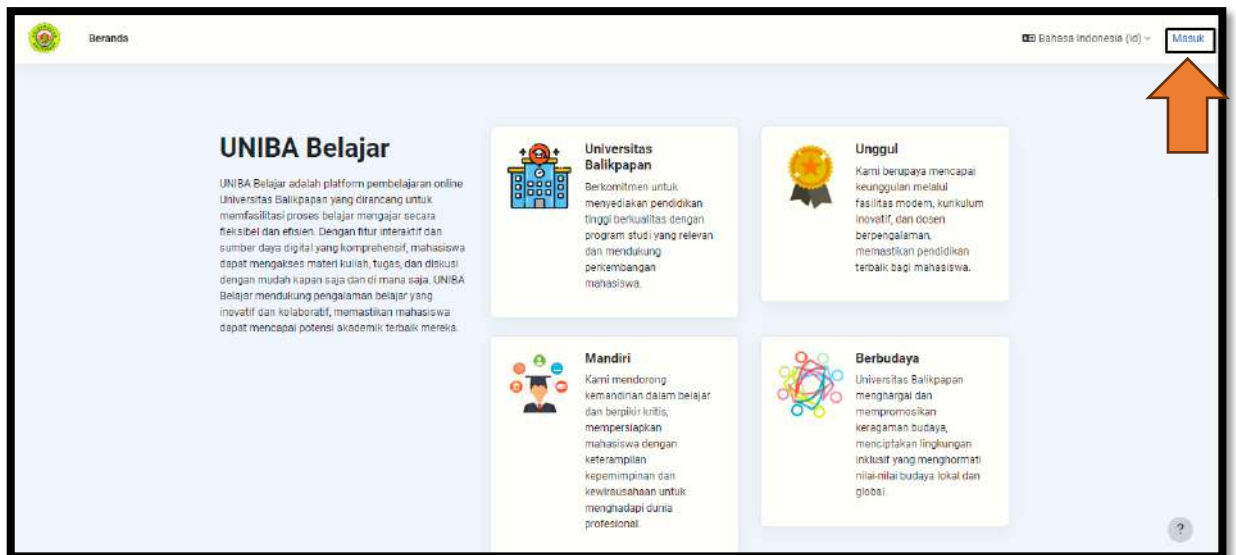 Beranda
Bahasa Indonesia (id)
Masuk
UNIBA Belajar
UNIBA Belajar adalah platform pembelajaran online
Universitas Balikpapan yang dirancang untuk
memfasilitasi proses belajar mengajar secara
fleksibel dan efisien. Dengan fitur interaktif dan
sumber daya digital yang komprehensif, mahasiswa
dapat mengakses materi kuliah, tugas, dan diskusi
dengan mudah kapan saja dan di mana saja. UNIBA
Belajar mendukung pengalaman belajar yang
inovatif dan kolaboratif, memastikan mahasiswa
dapat mencapai potensi akademik terbaik mereka.
Universitas
Balikpapan
Berkomitmen untuk
menyediakan pendidikan
tinggi berkualitas dengan
program studi yang relevan
dan mendukung
perkembangan
mahasiswa.
Unggul
Kami berupaya mencapai
keunggulan melalui
fasilitas modern, kurikulum
inovatif, dan dosen
berpengalaman,
memastikan pendidikan
terbaik bagi mahasiswa.
Mandiri
Kami mendorong
kemandirian dalam belajar
dan berpikir kritis,
mempersiapkan
mahasiswa dengan
keterampilan
kepemimpinan dan
kewirausahaan untuk
menghadapi dunia
profesional.
Berbudaya
Universitas Balikpapan
menghargai dan
mempromosikan
keragaman budaya,
menciptakan lingkungan
inklusif yang menghormati
nilai-nilai budaya lokal dan
global.
?